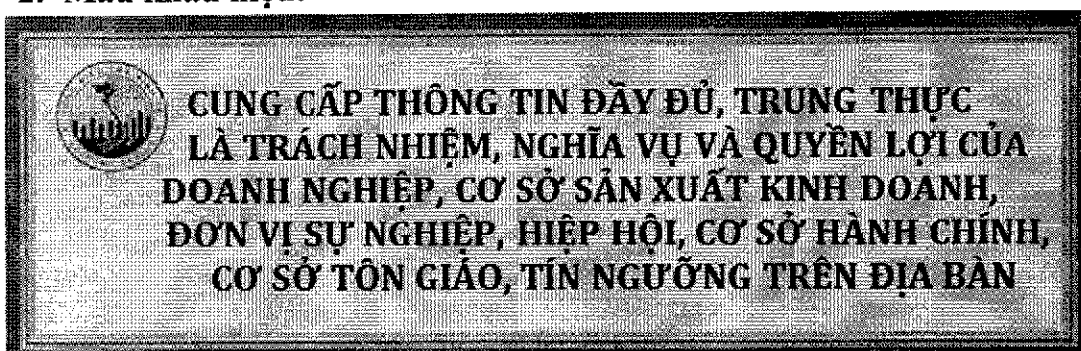 CUNG CẤP THÔNG TIN ĐẦY ĐỦ, TRUNG THỰC
LÀ TRÁCH NHIỆM, NGHĨA VỤ VÀ QUYỀN LỢI CỦA
DOANH NGHIỆP, CƠ SỞ SẢN XUẤT KINH DOANH,
ĐƠN VỊ SỰ NGHIỆP, HIỆP HỘI, CƠ SỞ HÀNH CHÍNH,
CƠ SỞ TÔN GIÁO, TÍN NGƯỠNG TRÊN ĐỊA BÀN